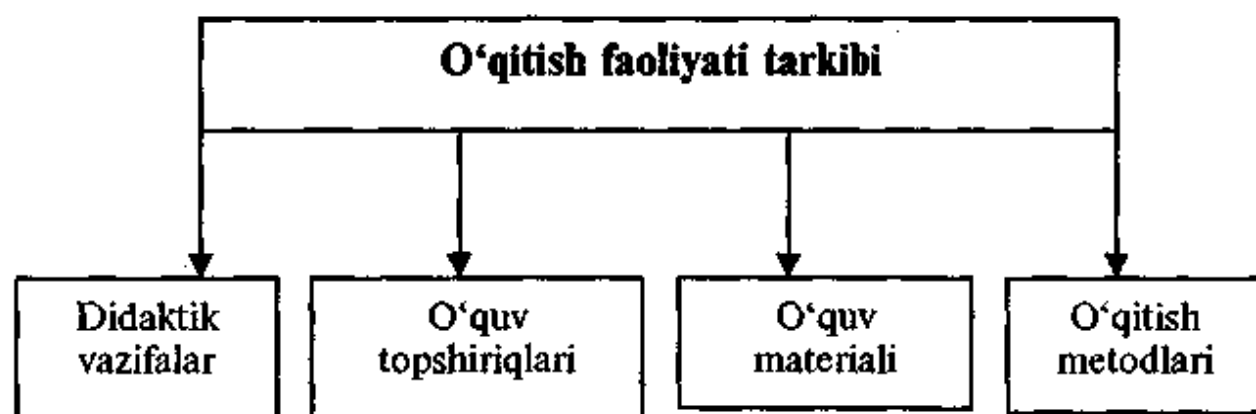 O‘qitish faoliyati tarkibi
Didaktik
vazifalar
O‘quv
topshiriqlari
O‘quv
materiali
O‘qitish
metodlari